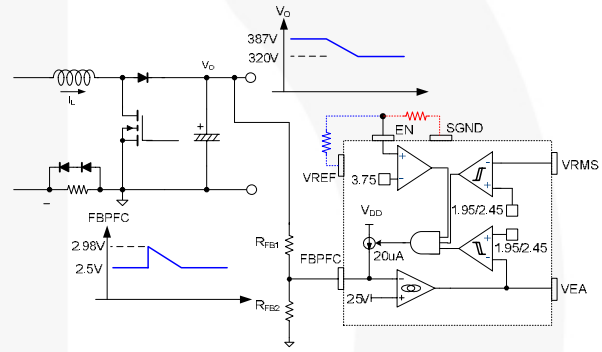 Vo
387V
320V
Vo
IL
+
−
EN
SGND
VREF
VRMS
+
−
3.75
−
+
1.95/2.45
VDD
20uA
+
−
1.95/2.45
FBPFC
2.98V
2.5V
RFB1
FBPFC
−
25V
+
VEA
RFB2